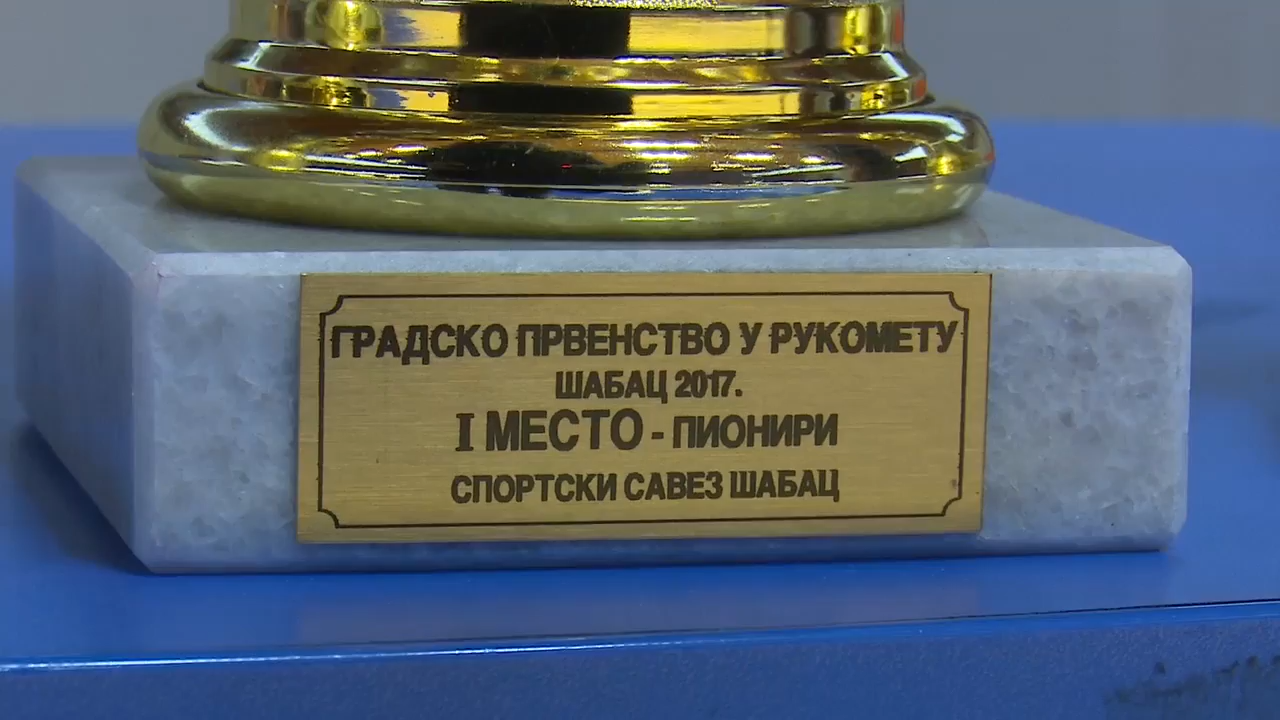 ГРАДСКО ПРВЕНСТВО У РУКОМЕТУ
ШАБАЦ 2017.
I МЕСТО - ПИОНИРИ
СПОРТСКИ САВЕЗ ШАБАЦ